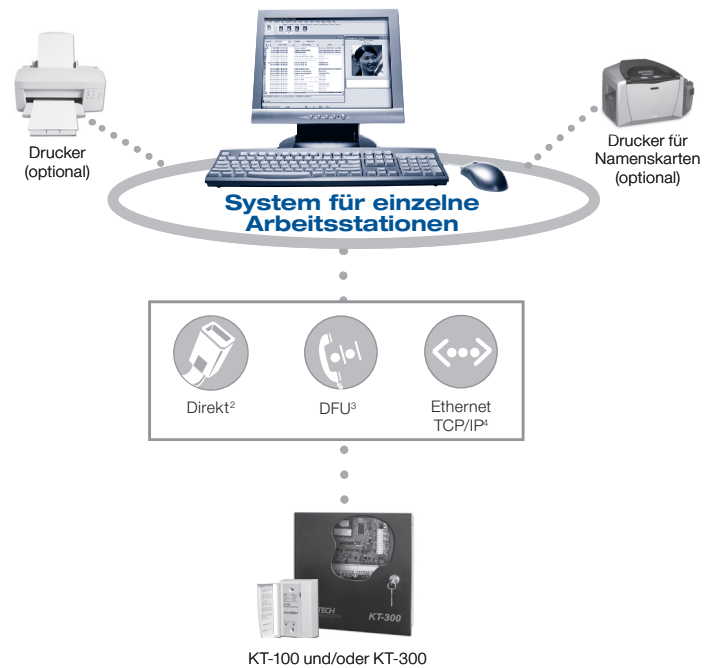 Drucker
(optional)
Drucker für
Namenskarten
(optional)
System für einzelne
Arbeitsstationen
Direkt²
DFU³
Ethernet
TCP/IP⁴
TECH
KT-300
KT-100 und/oder KT-300